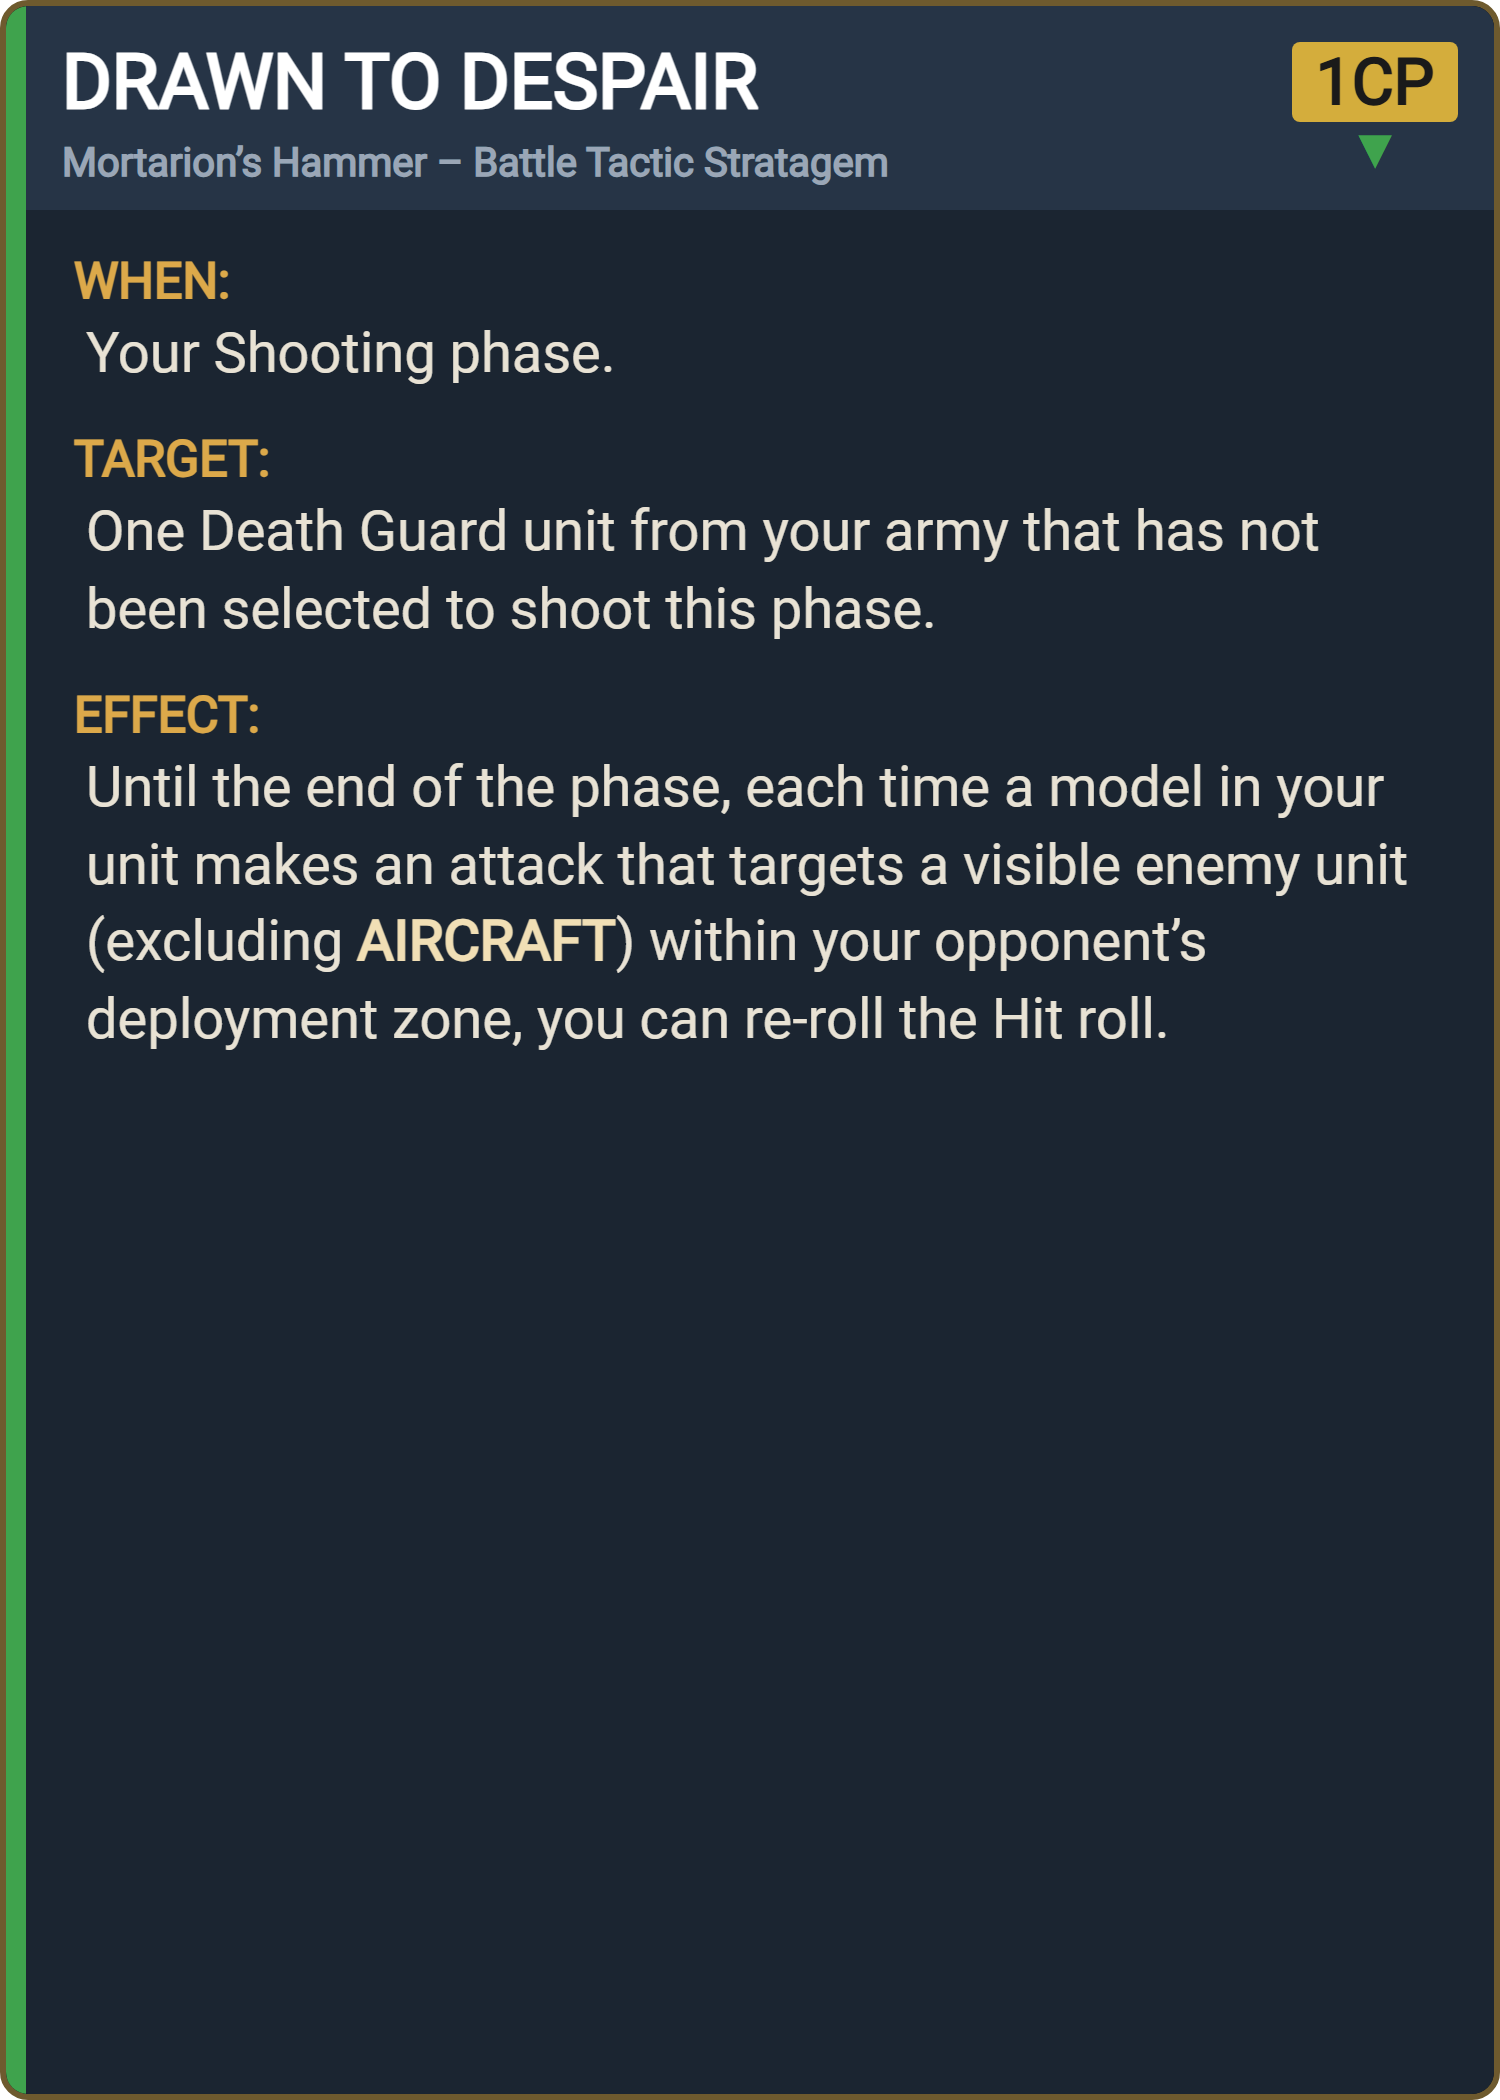 DRAWN TO DESPAIR
1CP
Mortarion’s Hammer – Battle Tactic Stratagem
WHEN:
Your Shooting phase.
TARGET:
One Death Guard unit from your army that has not
been selected to shoot this phase.
EFFECT:
Until the end of the phase, each time a model in your
unit makes an attack that targets a visible enemy unit
(excluding AIRCRAFT) within your opponent’s
deployment zone, you can re-roll the Hit roll.